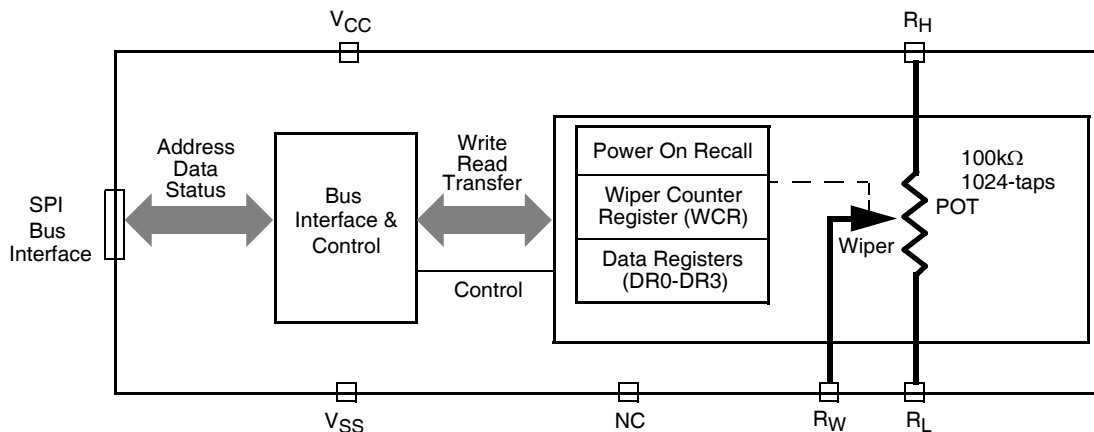 VCC
RH
Address
Data
Status
Write
Read
Transfer
Power On Recall
100kΩ
1024-taps
POT
SPI
Bus
Interface
Bus
Interface &
Control
Wiper Counter
Register (WCR)
Wiper
Data Registers
(DR0-DR3)
Control
VSS
NC
RW
RL